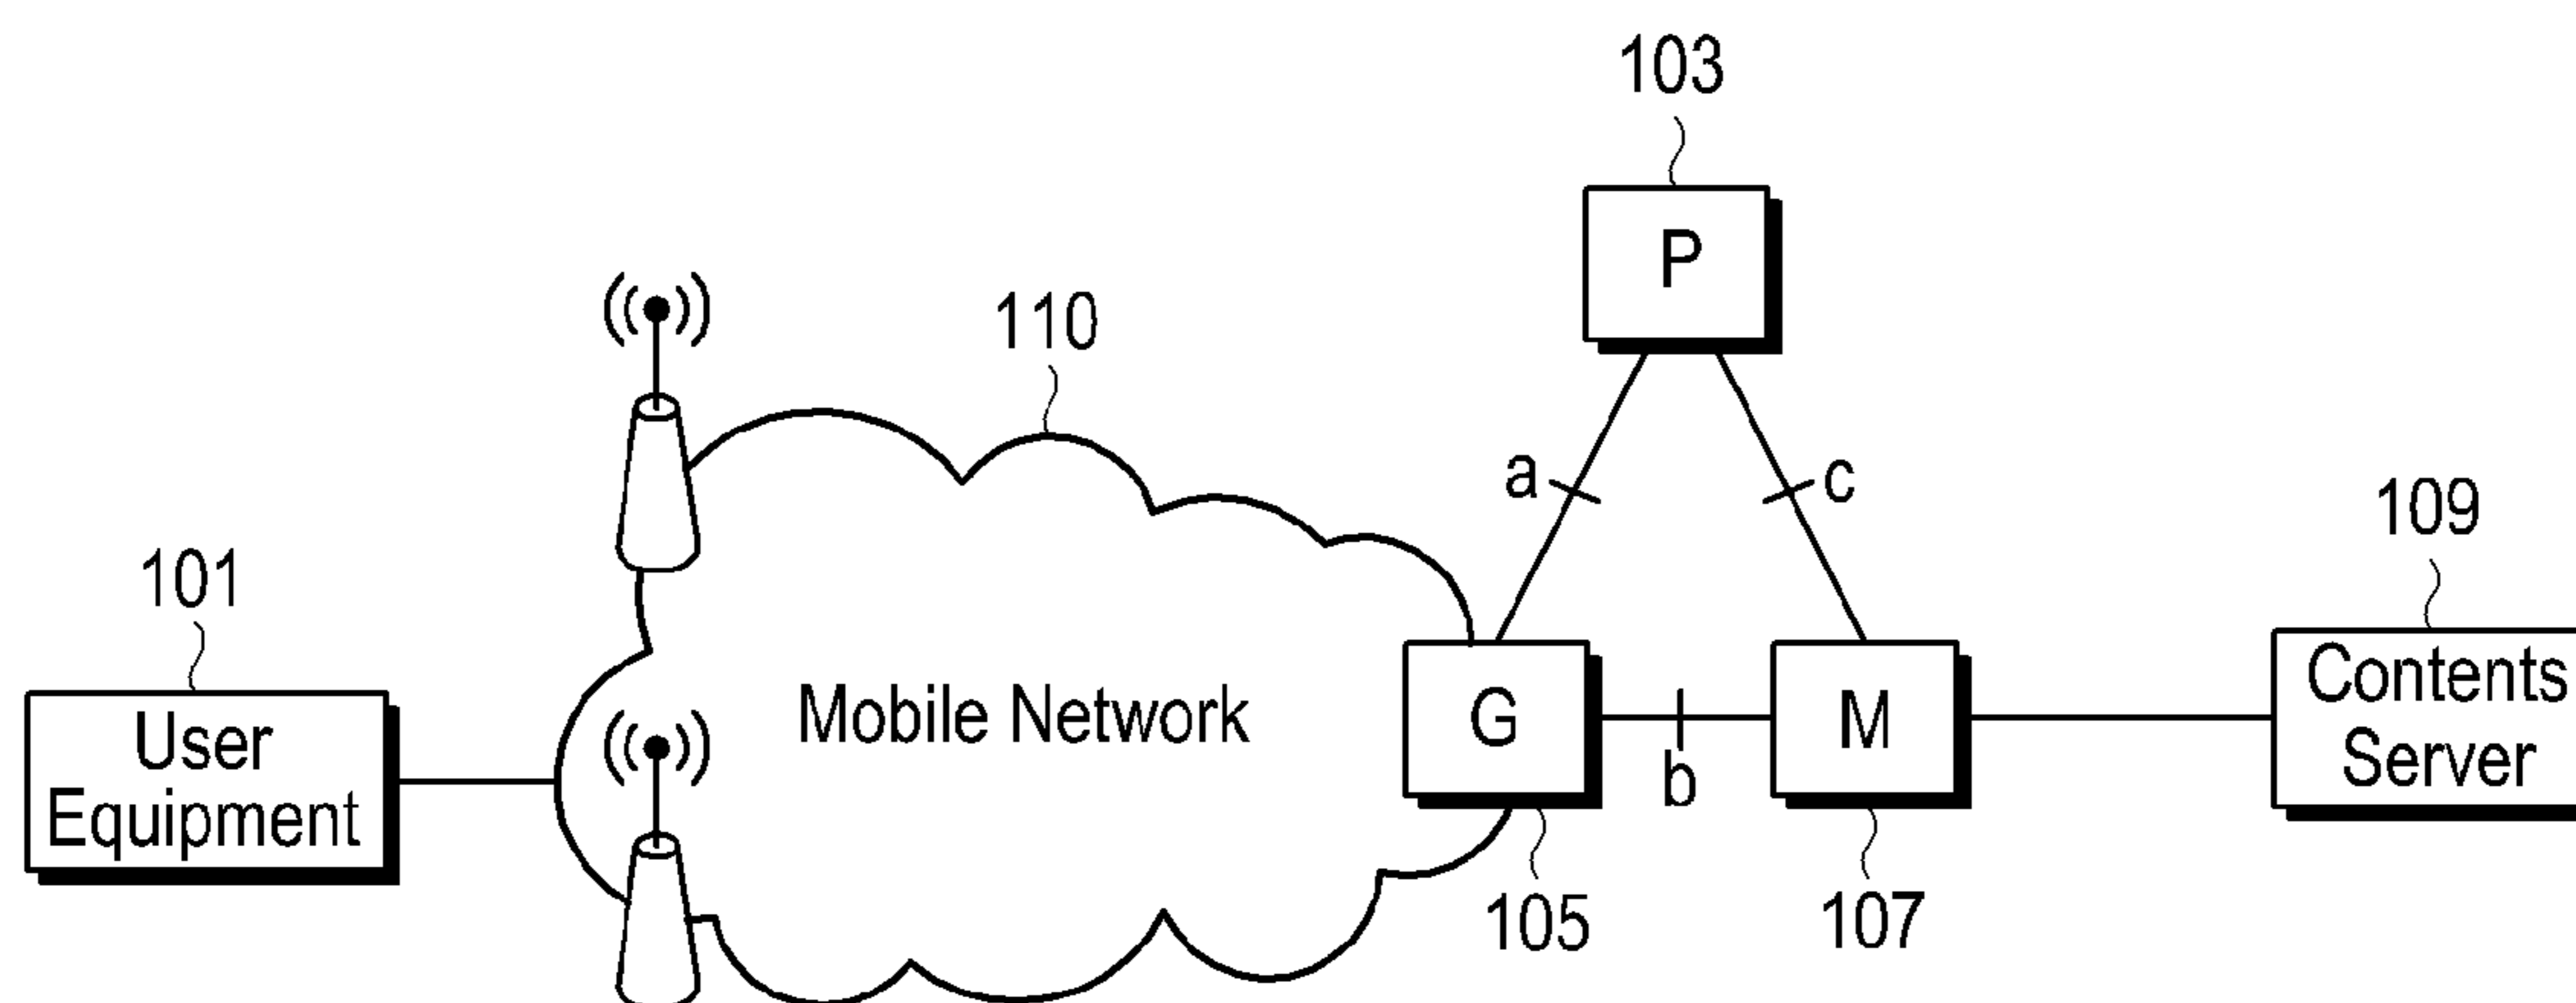 103
P
110
a
c
109
101
Contents
Server
User
Equipment
Mobile Network
G
M
b
105
107